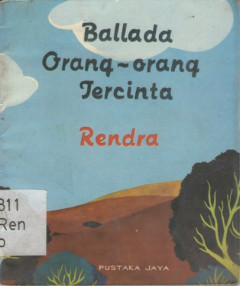 Ballada
Orang-orang
Tercinta
Rendra
811
Ren
b
PUSTAKA JAYA